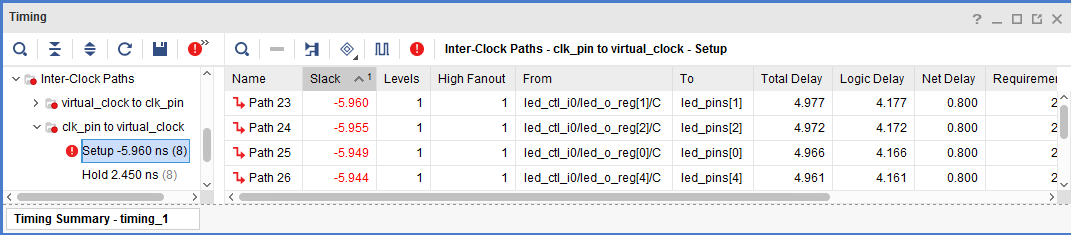 Timing
Inter-Clock Paths - clk_pin to virtual_clock - Setup
Inter-Clock Paths
virtual_clock to clk_pin
clk_pin to virtual_clock
Setup -5.960 ns (8)
Hold 2.450 ns (8)
Name Slack 1 Levels High Fanout From To Total Delay Logic Delay Net Delay Requiremen
Path 23 -5.960 1 1 led_ctl_i0/led_o_reg[1]/C led_pins[1] 4.977 4.177 0.800 2
Path 24 -5.955 1 1 led_ctl_i0/led_o_reg[2]/C led_pins[2] 4.972 4.172 0.800 2
Path 25 -5.949 1 1 led_ctl_i0/led_o_reg[0]/C led_pins[0] 4.966 4.166 0.800 2
Path 26 -5.944 1 1 led_ctl_i0/led_o_reg[4]/C led_pins[4] 4.961 4.161 0.800 2
Timing Summary - timing_1